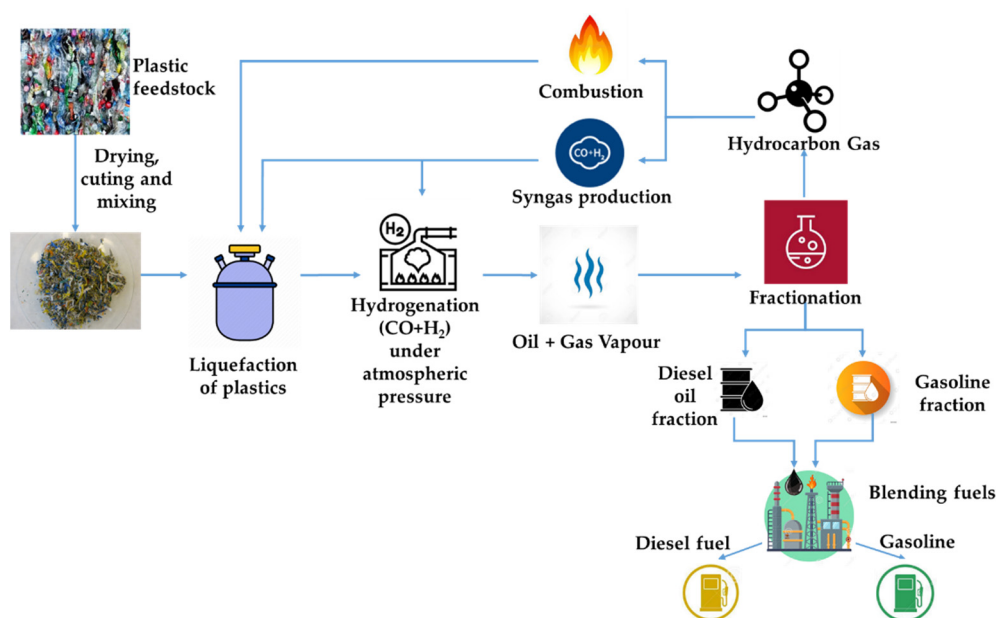 Plastic
feedstock
Drying,
cuting and
mixing
Combustion
CO+H₂
Syngas production
Hydrocarbon Gas
H₂
Liquefaction
of plastics
Hydrogenation
(CO+H₂)
under
atmospheric
pressure
Oil + Gas Vapour
Fractionation
Diesel
oil
fraction
Gasoline
fraction
Blending fuels
Diesel fuel
Gasoline